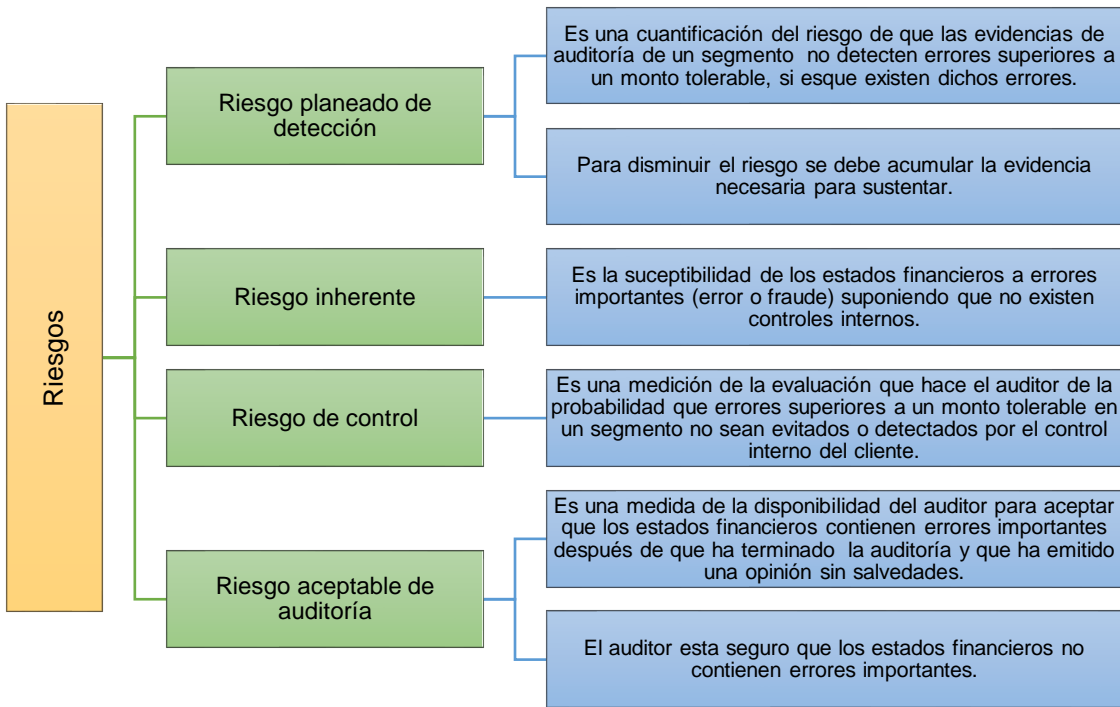 Riesgos
Riesgo planeado de
detección
Es una cuantificación del riesgo de que las evidencias de
auditoría de un segmento no detecten errores superiores a
un monto tolerable, si esque existen dichos errores.
Para disminuir el riesgo se debe acumular la evidencia
necesaria para sustentar.
Riesgo inherente
Es la suceptibilidad de los estados financieros a errores
importantes (error o fraude) suponiendo que no existen
controles internos.
Riesgo de control
Es una medición de la evaluación que hace el auditor de la
probabilidad que errores superiores a un monto tolerable en
un segmento no sean evitados o detectados por el control
interno del cliente.
Riesgo aceptable de
auditoría
Es una medida de la disponibilidad del auditor para aceptar
que los estados financieros contienen errores importantes
después de que ha terminado la auditoría y que ha emitido
una opinión sin salvedades.
El auditor esta seguro que los estados financieros no
contienen errores importantes.